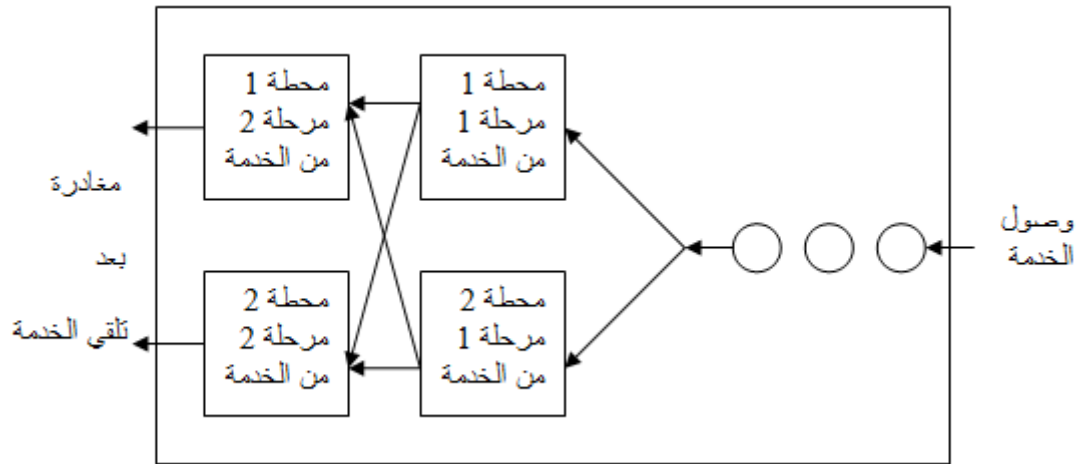 وصول
الخدمة
محطة 1
مرحلة 1
من الخدمة
محطة 2
مرحلة 1
من الخدمة
محطة 1
مرحلة 2
من الخدمة
محطة 2
مرحلة 2
من الخدمة
مغادرة
بعد
تلقي الخدمة